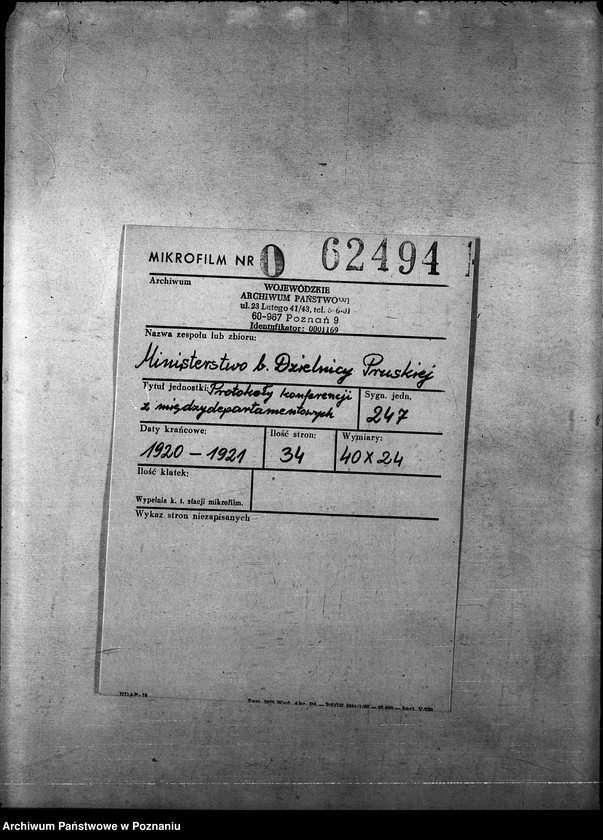 MIKROFILM NR 0 62494
Archiwum
WOJEWÓDZKIE
ARCHIWUM PAŃSTWOWE
ul. 23 Lutego 41/43, tel.
60-967 Poznań 9
Identyfikator: 0001169
Nazwa zespołu lub zbioru:
Ministerstwo b. Dzielnicy Pruskiej
Tytuł jednostki: Protokoły konferencji
z międzydepartamentowych
Sygn. jedn.
247
Daty krańcowe:
1920 – 1921
Ilość stron:
34
Wymiary:
40 x 24
Ilość klatek:
Wypełnia k. t. stacji mikrofilm.
Wykaz stron niezapisanych
NDAP-
Archiwum Państwowe w Poznaniu